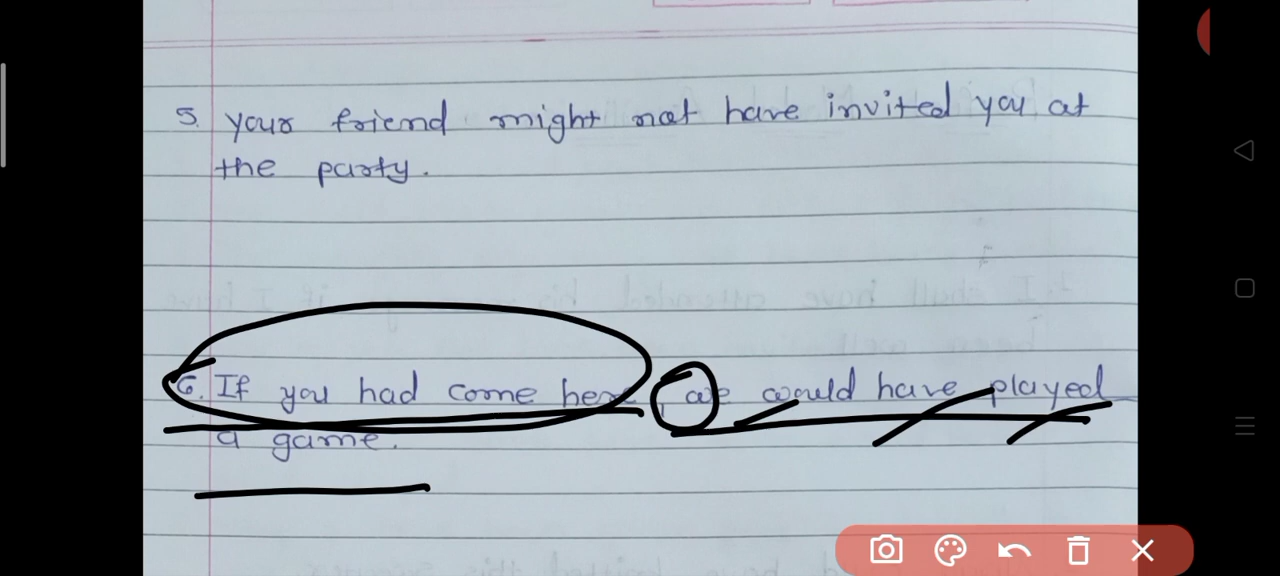 5. your friend might not have invited you at
the party.
6. If you had come here, we would have played
a game.